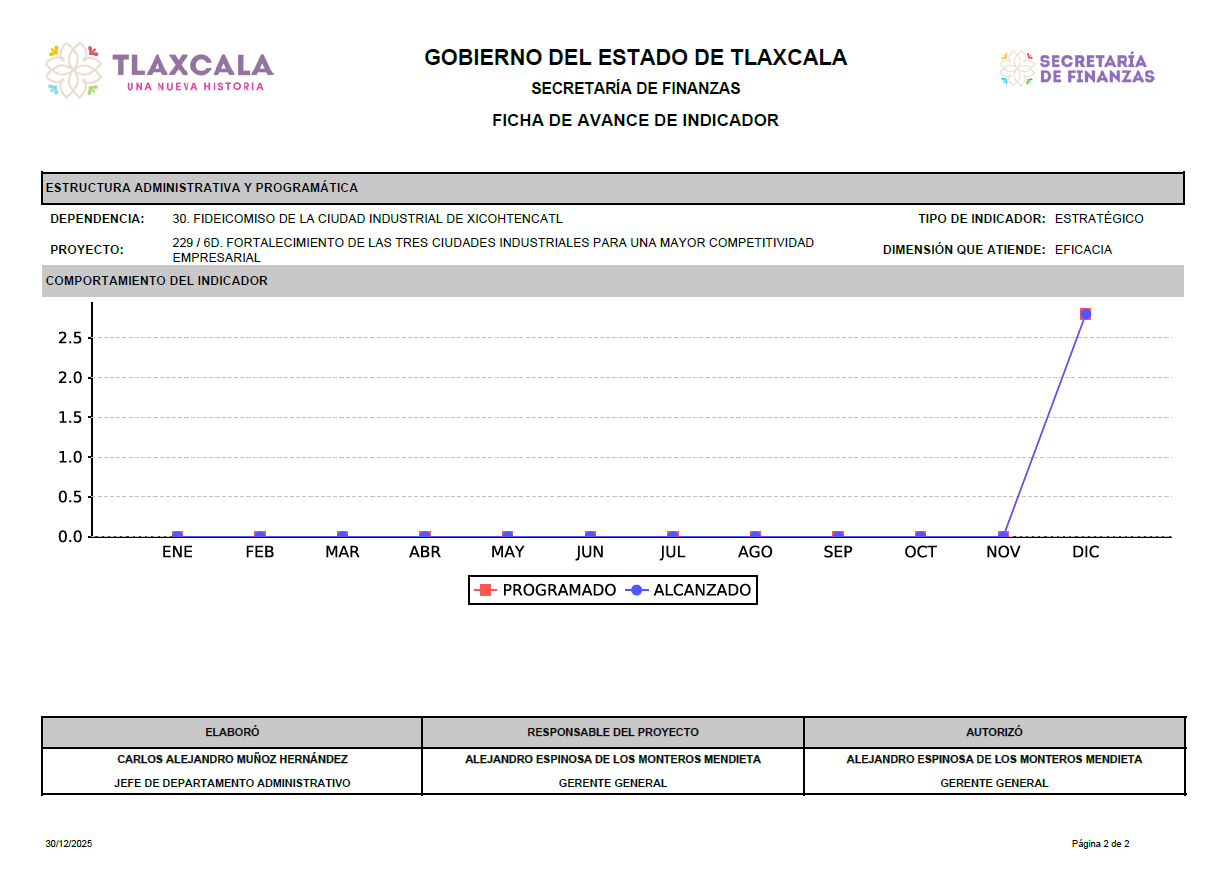 TLAXCALA
UNA NUEVA HISTORIA
GOBIERNO DEL ESTADO DE TLAXCALA
SECRETARÍA DE FINANZAS
FICHA DE AVANCE DE INDICADOR
SECRETARÍA
DE FINANZAS
ESTRUCTURA ADMINISTRATIVA Y PROGRAMÁTICA
DEPENDENCIA: 30. FIDEICOMISO DE LA CIUDAD INDUSTRIAL DE XICOHTENCATL TIPO DE INDICADOR: ESTRATÉGICO
PROYECTO: 229 / 6D. FORTALECIMIENTO DE LAS TRES CIUDADES INDUSTRIALES PARA UNA MAYOR COMPETITIVIDAD
EMPRESARIAL DIMENSIÓN QUE ATIENDE: EFICACIA
COMPORTAMIENTO DEL INDICADOR
2.5
2.0
1.5
1.0
0.5
0.0
ENE FEB MAR ABR MAY JUN JUL AGO SEP OCT NOV DIC
PROGRAMADO ALCANZADO
ELABORÓ RESPONSABLE DEL PROYECTO AUTORIZÓ
CARLOS ALEJANDRO MUÑOZ HERNÁNDEZ ALEJANDRO ESPINOSA DE LOS MONTEROS MENDIETA ALEJANDRO ESPINOSA DE LOS MONTEROS MENDIETA
JEFE DE DEPARTAMENTO ADMINISTRATIVO GERENTE GENERAL GERENTE GENERAL
30/12/2025 Página 2 de 2